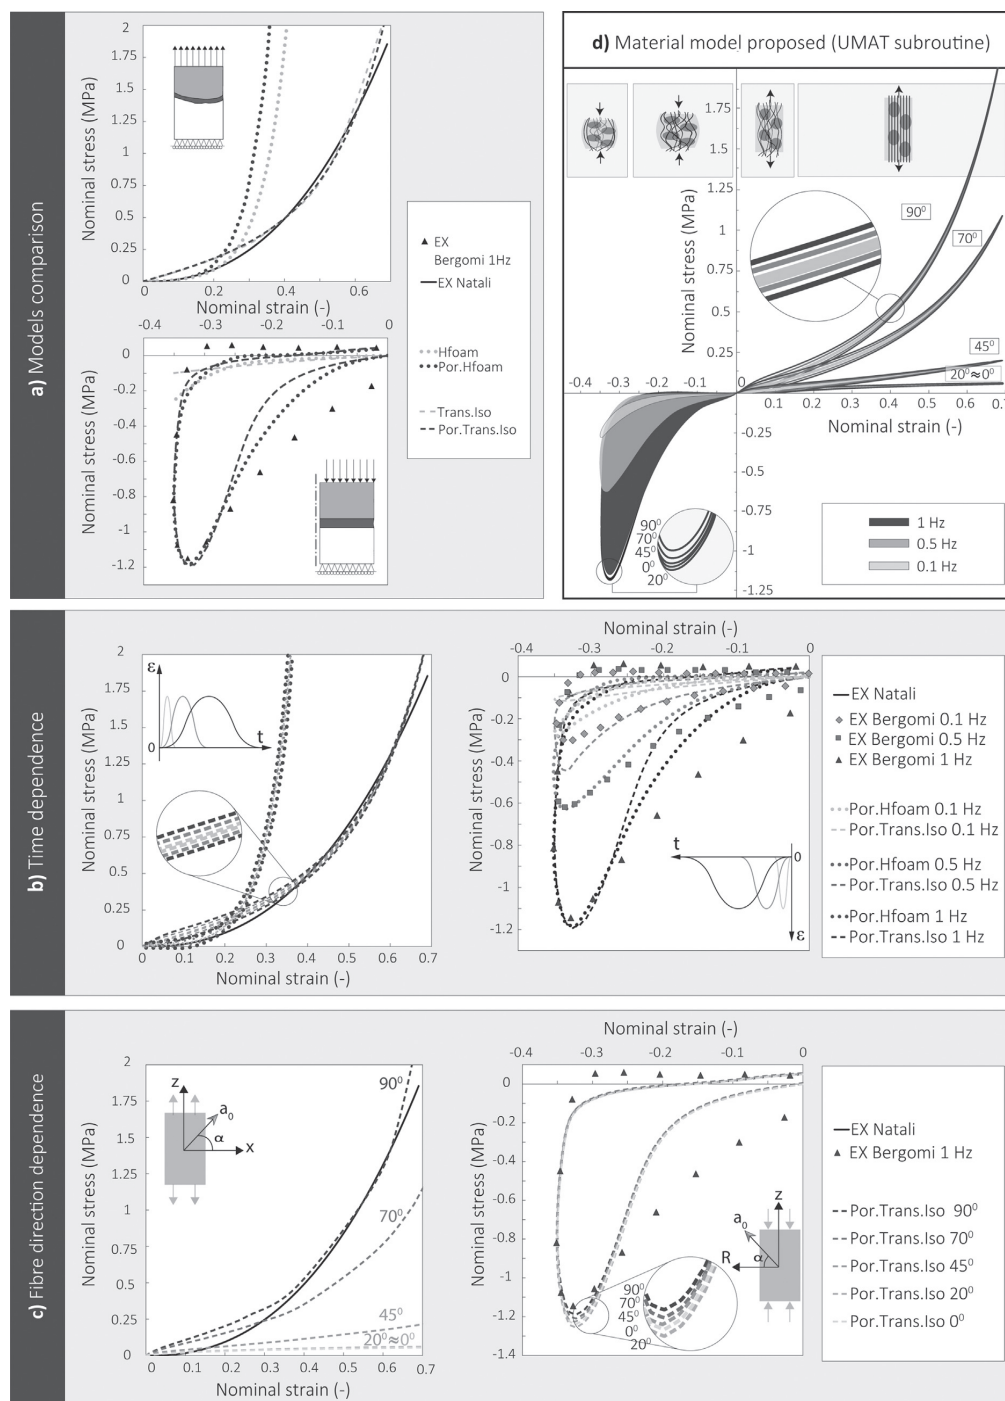 a) Models comparison
Nominal stress (MPa)
2
1.75
1.5
1.25
1
0.75
0.5
0.25
0
0 0.2 0.4 0.6
Nominal strain (-)
-0.4 -0.3 -0.2 -0.1 0
Nominal stress (MPa)
0
-0.2
-0.4
-0.6
-0.8
-1
-1.2
EX
Bergomi 1Hz
EX Natali
Hfoam
Por.Hfoam
Trans.Iso
Por.Trans.Iso
d) Material model proposed (UMAT subroutine)
Nominal stress (MPa)
1.75
1.5
1.25
1
0.75
0.5
0.25
0
90⁰
70⁰
45⁰
20⁰≈0⁰
-0.4 -0.3 -0.2 -0.1
0.1 0.2 0.3 0.4 0.5 0.6 0.7
Nominal strain (-)
-0.25
-0.5
-0.75
-1
-1.25
90⁰
70⁰
45⁰
0⁰
20⁰
1 Hz
0.5 Hz
0.1 Hz
b) Time dependence
Nominal stress (MPa)
2
1.75
1.5
1.25
1
0.75
0.5
0.25
0
ε
0
t
0 0.1 0.2 0.3 0.4 0.5 0.6 0.7
Nominal strain (-)
Nominal strain (-)
-0.4 -0.3 -0.2 -0.1 0
Nominal stress (MPa)
0
-0.2
-0.4
-0.6
-0.8
-1
-1.2
t
0
ε
EX Natali
EX Bergomi 0.1 Hz
EX Bergomi 0.5 Hz
EX Bergomi 1 Hz
Por.Hfoam 0.1 Hz
Por.Trans.Iso 0.1 Hz
Por.Hfoam 0.5 Hz
Por.Trans.Iso 0.5 Hz
Por.Hfoam 1 Hz
Por.Trans.Iso 1 Hz
c) Fibre direction dependence
Nominal stress (MPa)
2
1.75
1.5
1.25
1
0.75
0.5
0.25
0
z
a₀
α
x
90⁰
70⁰
45⁰
20⁰≈0⁰
0 0.1 0.2 0.3 0.4 0.5 0.6 0.7
Nominal strain (-)
Nominal strain (-)
-0.4 -0.3 -0.2 -0.1 0
Nominal stress (MPa)
0
-0.2
-0.4
-0.6
-0.8
-1
-1.2
-1.4
90⁰
70⁰
45⁰
0⁰
20⁰
z
a₀
R
α
EX Natali
EX Bergomi 1 Hz
Por.Trans.Iso 90⁰
Por.Trans.Iso 70⁰
Por.Trans.Iso 45⁰
Por.Trans.Iso 20⁰
Por.Trans.Iso 0⁰